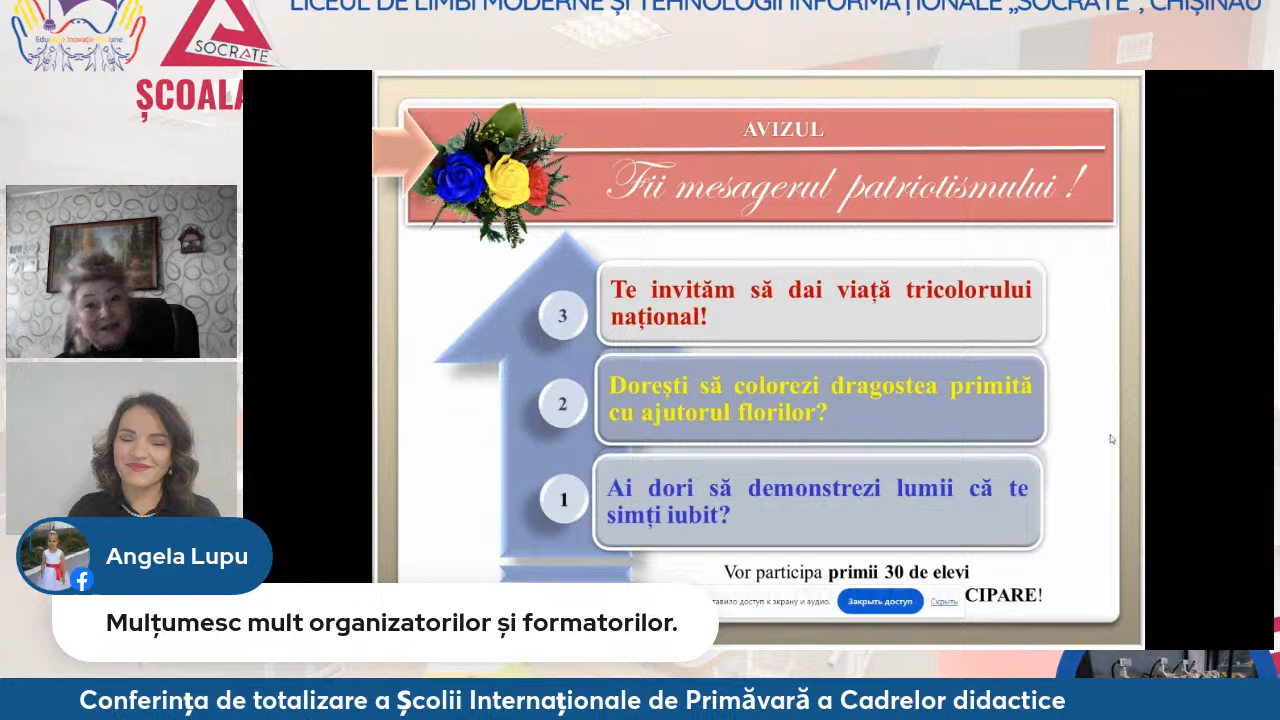 LICEUL DE LIMBI MODERNE ȘI TEHNOLOGII INFORMAȚIONALE „SOCRATE”, CHIȘINĂU
SOCRATE
ȘCOALA
AVIZUL
Fii mesagerul patriotismului !
3
Te invităm să dai viață tricolorului
național!
2
Dorești să colorezi dragostea primită
cu ajutorul florilor?
1
Ai dori să demonstrezi lumii că te
simți iubit?
Vor participa primii 30 de elevi
CIPARE!
доступ к экрану и аудио.
Закрыть доступ
Скрыть
Angela Lupu
Mulțumesc mult organizatorilor și formatorilor.
Conferința de totalizare a Școlii Internaționale de Primăvară a Cadrelor didactice